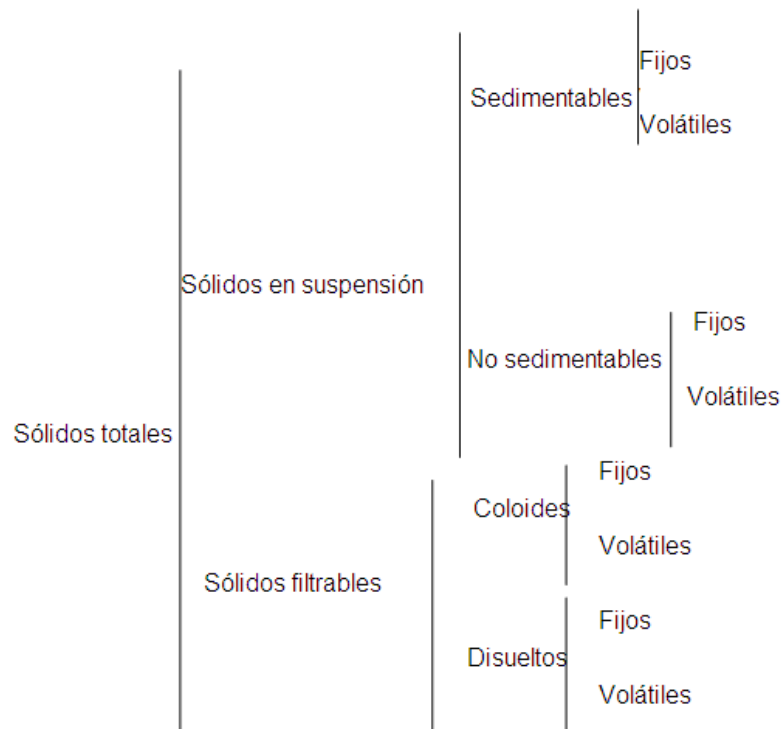 Fijos
Sedimentables
Volátiles
Sólidos en suspensión
Fijos
No sedimentables
Volátiles
Sólidos totales
Fijos
Coloides
Volátiles
Sólidos filtrables
Fijos
Disueltos
Volátiles